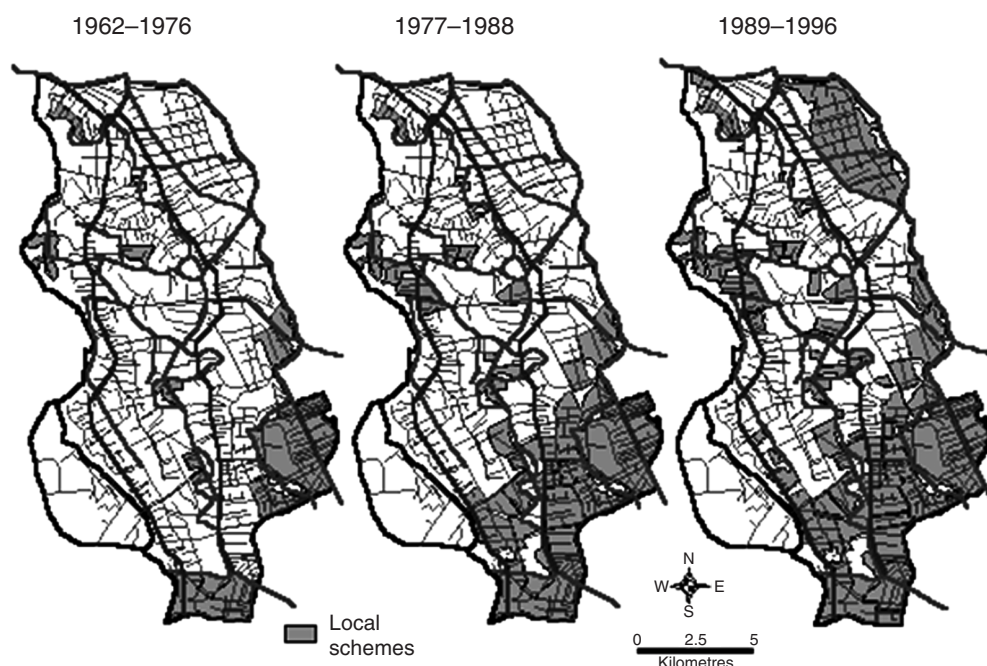 1962–1976
1977–1988
1989–1996
Local
schemes
N
W E
S
0 2.5 5
Kilometres